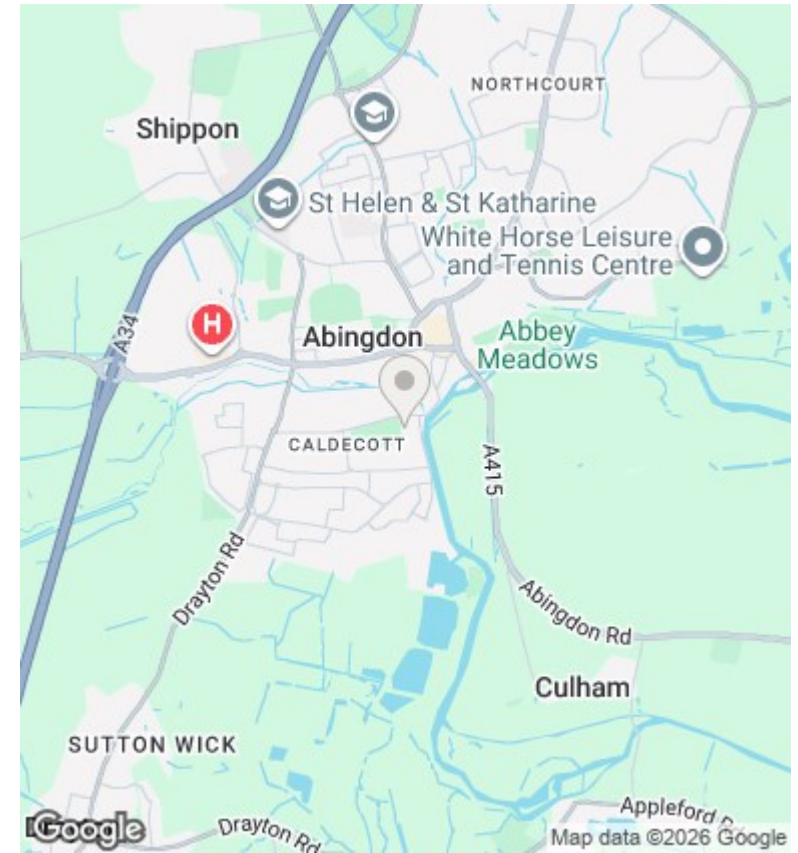 NORTHCOURT
Shippon
St Helen & St Katharine
White Horse Leisure
and Tennis Centre
A34
H
Abingdon
Abbey
Meadows
CALDECOTT
A415
Drayton Rd
Abingdon Rd
Culham
SUTTON WICK
Appleford
Google
Drayton Rd
Map data ©2026 Google